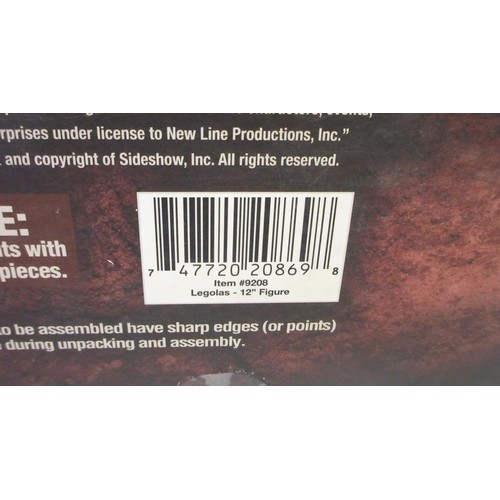 erprises under license to New Line Productions, Inc."
and copyright of Sideshow, Inc. All rights reserved.
E:
ts with
pieces.
7 47720 20869 8
Item #9208
Legolas - 12" Figure
to be assembled have sharp edges (or points)
during unpacking and assembly.